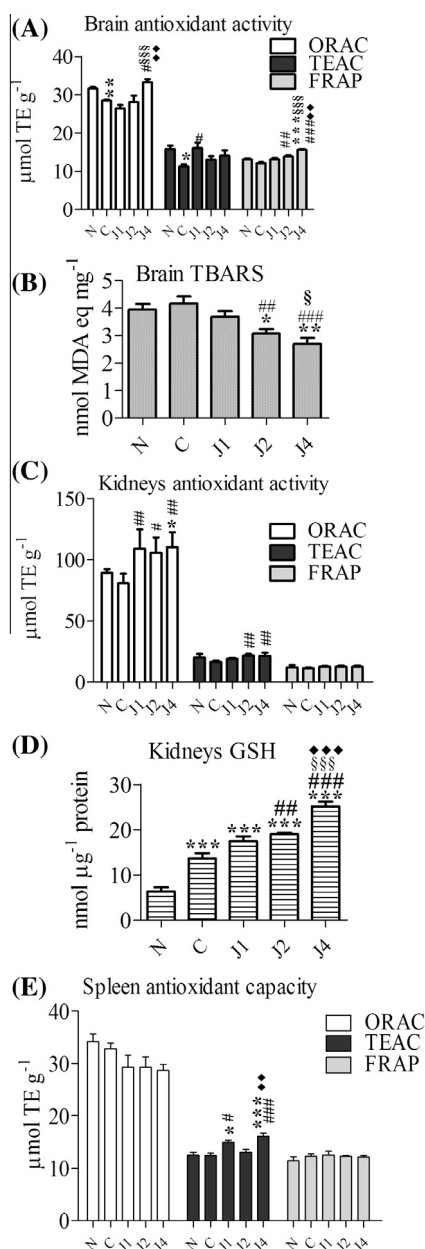 (A)
Brain antioxidant activity
ORAC
TEAC
FRAP
µmol TE g⁻¹
40
30
20
10
0
**
#§§§♦♦
*
#
##
***§§§
###♦♦
N C J1 J2 J4 N C J1 J2 J4 N C J1 J2 J4
(B)
Brain TBARS
nmol MDA eq mg⁻¹
5
4
3
2
1
0
##
*
§
###
**
N C J1 J2 J4
(C)
Kidneys antioxidant activity
ORAC
TEAC
FRAP
µmol TE g⁻¹
150
100
50
0
##
#
*##
##
##
N C J1 J2 J4 N C J1 J2 J4 N C J1 J2 J4
(D)
Kidneys GSH
nmol µg⁻¹ protein
30
20
10
0
***
***
##
***
♦♦♦
§§§
###
***
N C J1 J2 J4
(E)
Spleen antioxidant capacity
ORAC
TEAC
FRAP
µmol TE g⁻¹
40
30
20
10
0
*#
***♦♦
###
N C J1 J2 J4 N C J1 J2 J4 N C J1 J2 J4